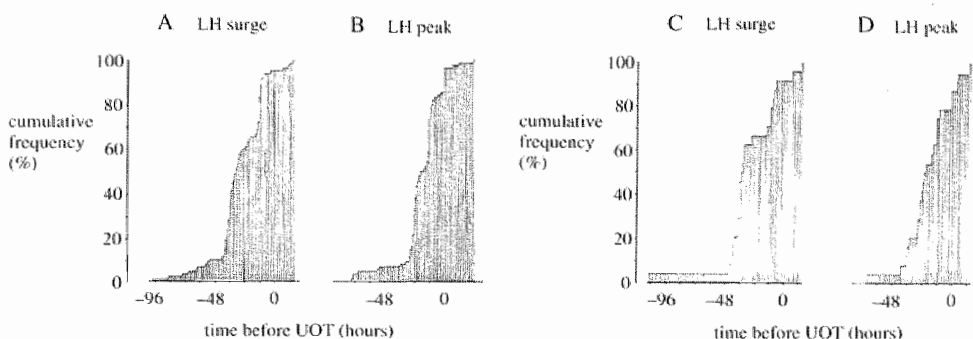 A LH surge
B LH peak
C LH surge
D LH peak
cumulative
frequency
(%)
100
80
60
40
20
0
−96
−48
0
−48
0
time before UOT (hours)
cumulative
frequency
(%)
100
80
60
40
20
0
−96
−48
0
−48
0
time before UOT (hours)